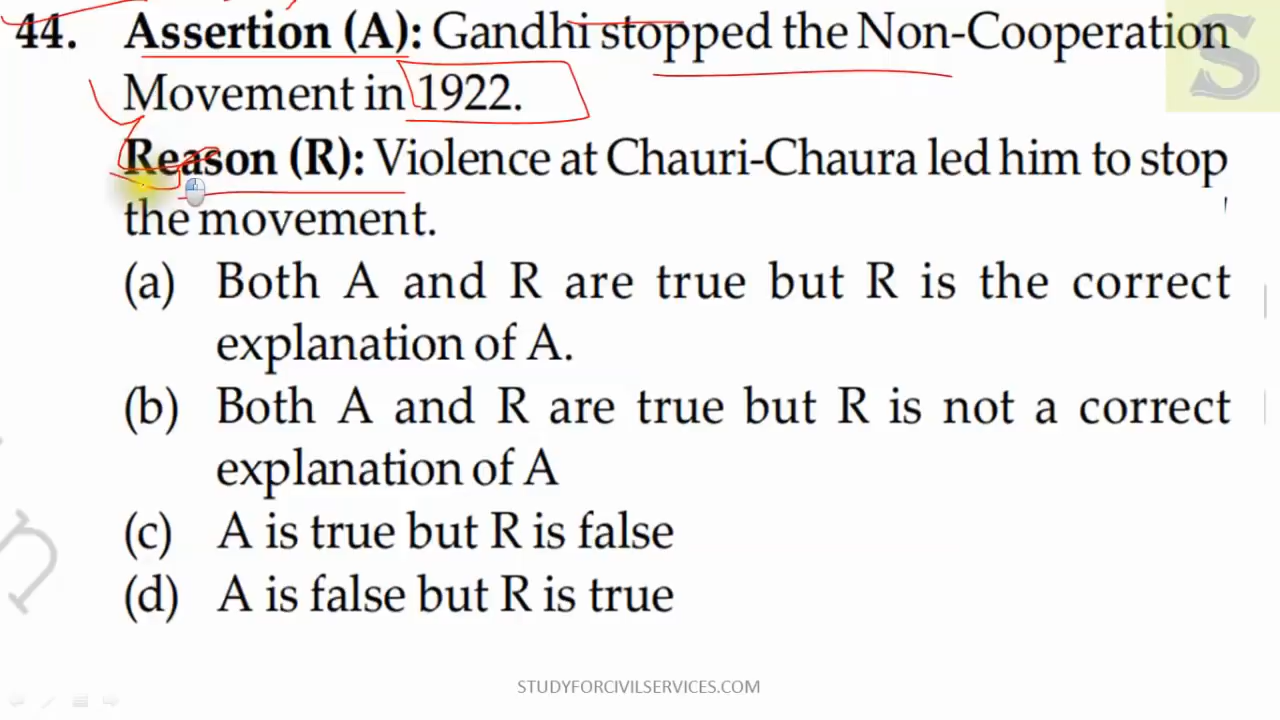 44. Assertion (A): Gandhi stopped the Non-Cooperation
Movement in 1922.
Reason (R): Violence at Chauri-Chaura led him to stop
the movement.
(a) Both A and R are true but R is the correct
explanation of A.
(b) Both A and R are true but R is not a correct
explanation of A
(c) A is true but R is false
(d) A is false but R is true
STUDYFORCIVILSERVICES.COM
S
n